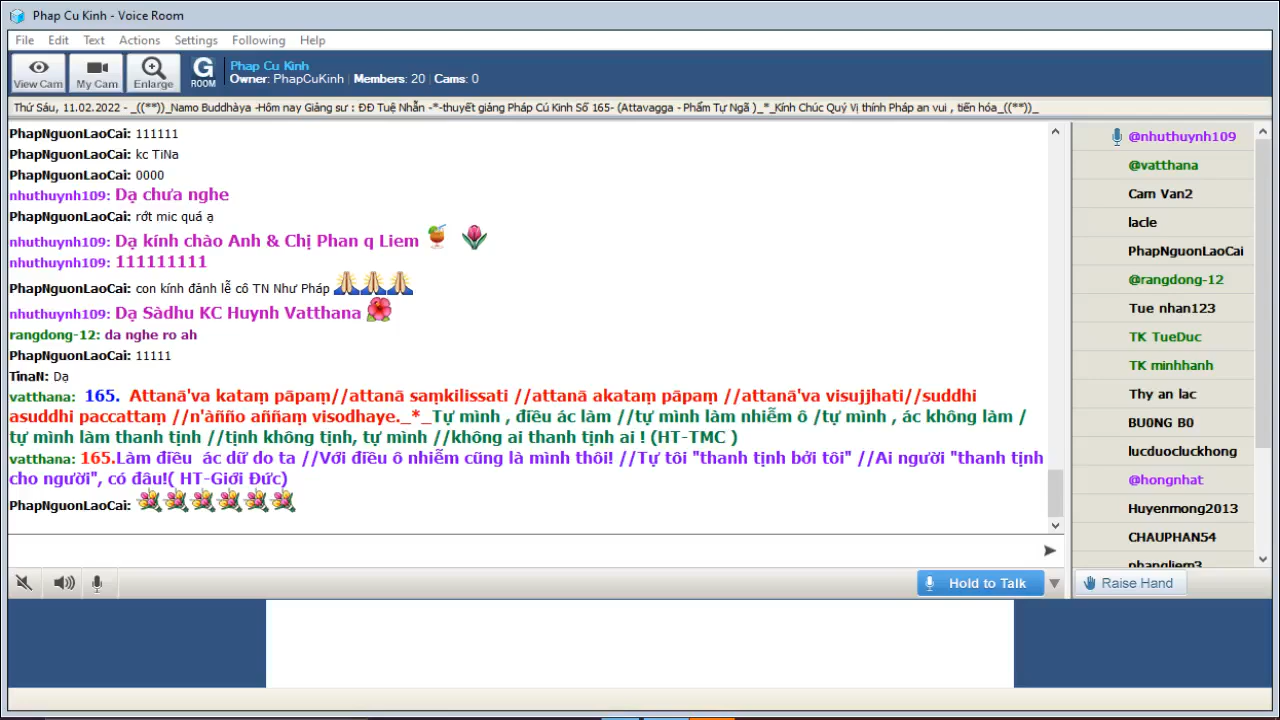 Phap Cu Kinh - Voice Room
File Edit Text Actions Settings Following Help
View Cam My Cam Enlarge G ROOM
Phap Cu Kinh
Owner: PhapCuKinh Members: 20 Cams: 0
Thứ Sáu, 11.02.2022 - _((**))_Namo Buddhàya -Hôm nay Giảng sư : ĐĐ Tuệ Nhẫn -*-thuyết giảng Pháp Cú Kinh Số 165- (Attavagga - Phẩm Tự Ngã )_*_Kính Chúc Quý Vị thính Pháp an vui , tiến hóa_((**))_
PhapNguonLaoCai: 111111
PhapNguonLaoCai: kc TiNa
PhapNguonLaoCai: 0000
nhuthuynh109: Dạ chưa nghe
PhapNguonLaoCai: rớt mic quá ạ
nhuthuynh109: Dạ kính chào Anh & Chị Phan q Liem
nhuthuynh109: 111111111
PhapNguonLaoCai: con kính đảnh lễ cô TN Như Pháp
nhuthuynh109: Dạ Sàdhu KC Huynh Vatthana
rangdong-12: da nghe ro ah
PhapNguonLaoCai: 11111
TinaN: Dạ
vatthana: 165. Attanā'va kataṃ pāpaṃ//attanā saṃkilissati //attanā akataṃ pāpaṃ //attanā'va visujjhati//suddhi
asuddhi paccattaṃ //n'àñño aññaṃ visodhaye._*_Tự mình , điều ác làm //tự mình làm nhiễm ô /tự mình , ác không làm /
tự mình làm thanh tịnh //tịnh không tịnh, tự mình //không ai thanh tịnh ai ! (HT-TMC )
vatthana: 165.Làm điều ác dữ do ta //Với điều ô nhiễm cũng là mình thôi! //Tự tôi "thanh tịnh bởi tôi" //Ai người "thanh tịnh
cho người", có đâu!( HT-Giới Đức)
PhapNguonLaoCai:
@nhuthuynh109
@vatthana
Cam Van2
lacle
PhapNguonLaoCai
@rangdong-12
Tue nhan123
TK TueDuc
TK minhhanh
Thy an lac
BU0NG B0
lucduocluckhong
@hongnhat
Huyenmong2013
CHAUPHAN54
phangliem3
Hold to Talk
Raise Hand